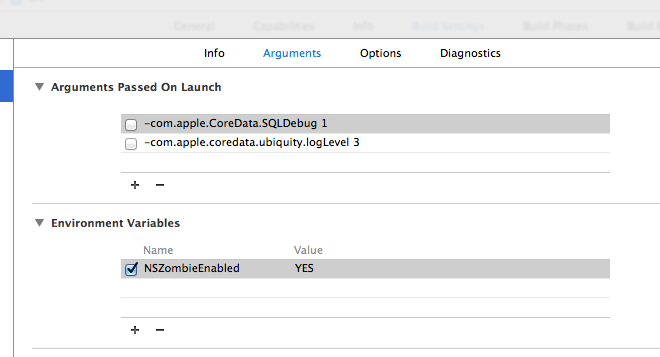 General Capabilities Info Build Settings Build Phases Build
Info Arguments Options Diagnostics
Arguments Passed On Launch
-com.apple.CoreData.SQLDebug 1
-com.apple.coredata.ubiquity.logLevel 3
+ −
Environment Variables
Name Value
NSZombieEnabled YES
+ −